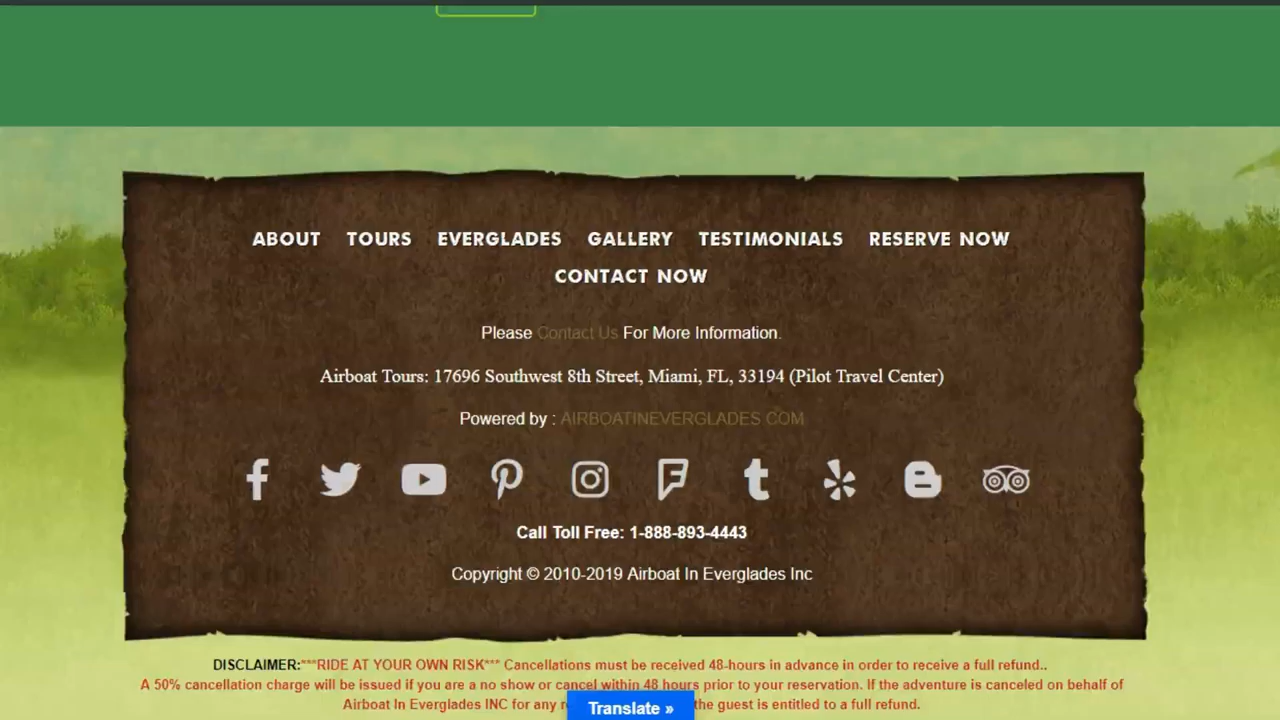 ABOUT TOURS EVERGLADES GALLERY TESTIMONIALS RESERVE NOW
CONTACT NOW
Please Contact Us For More Information.
Airboat Tours: 17696 Southwest 8th Street, Miami, FL, 33194 (Pilot Travel Center)
Powered by : AIRBOATINEVERGLADES.COM
Call Toll Free: 1-888-893-4443
Copyright © 2010-2019 Airboat In Everglades Inc
DISCLAIMER:***RIDE AT YOUR OWN RISK*** Cancellations must be received 48-hours in advance in order to receive a full refund..
A 50% cancellation charge will be issued if you are a no show or cancel within 48 hours prior to your reservation. If the adventure is canceled on behalf of
Airboat In Everglades INC for any the guest is entitled to a full refund.
Translate »